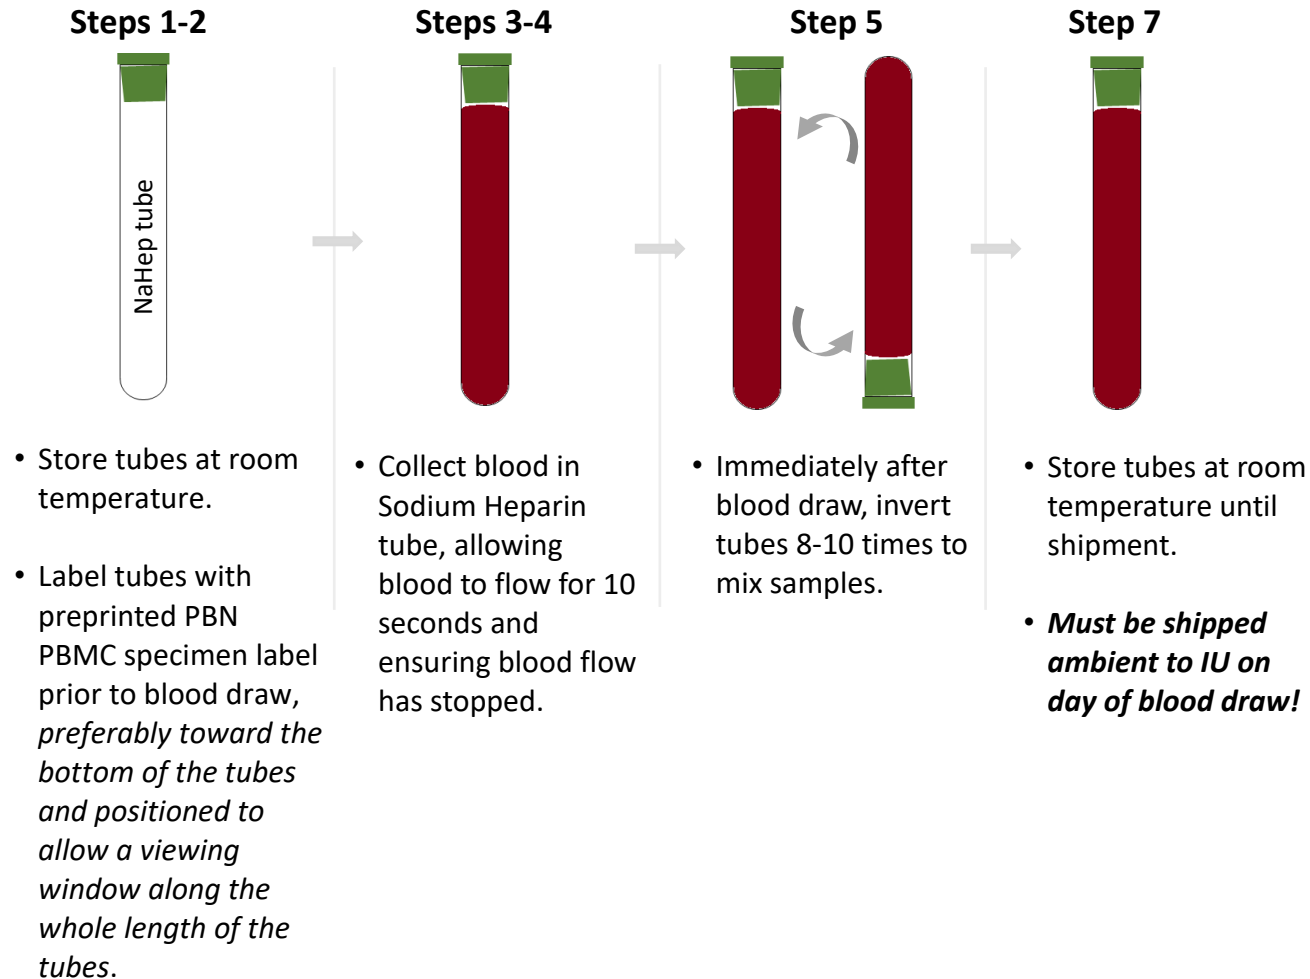 Steps 1-2
NaHep tube
• Store tubes at room
temperature.
• Label tubes with
preprinted PBN
PBMC specimen label
prior to blood draw,
preferably toward the
bottom of the tubes
and positioned to
allow a viewing
window along the
whole length of the
tubes.
Steps 3-4
• Collect blood in
Sodium Heparin
tube, allowing
blood to flow for 10
seconds and
ensuring blood flow
has stopped.
Step 5
• Immediately after
blood draw, invert
tubes 8-10 times to
mix samples.
Step 7
• Store tubes at room
temperature until
shipment.
• Must be shipped
ambient to IU on
day of blood draw!